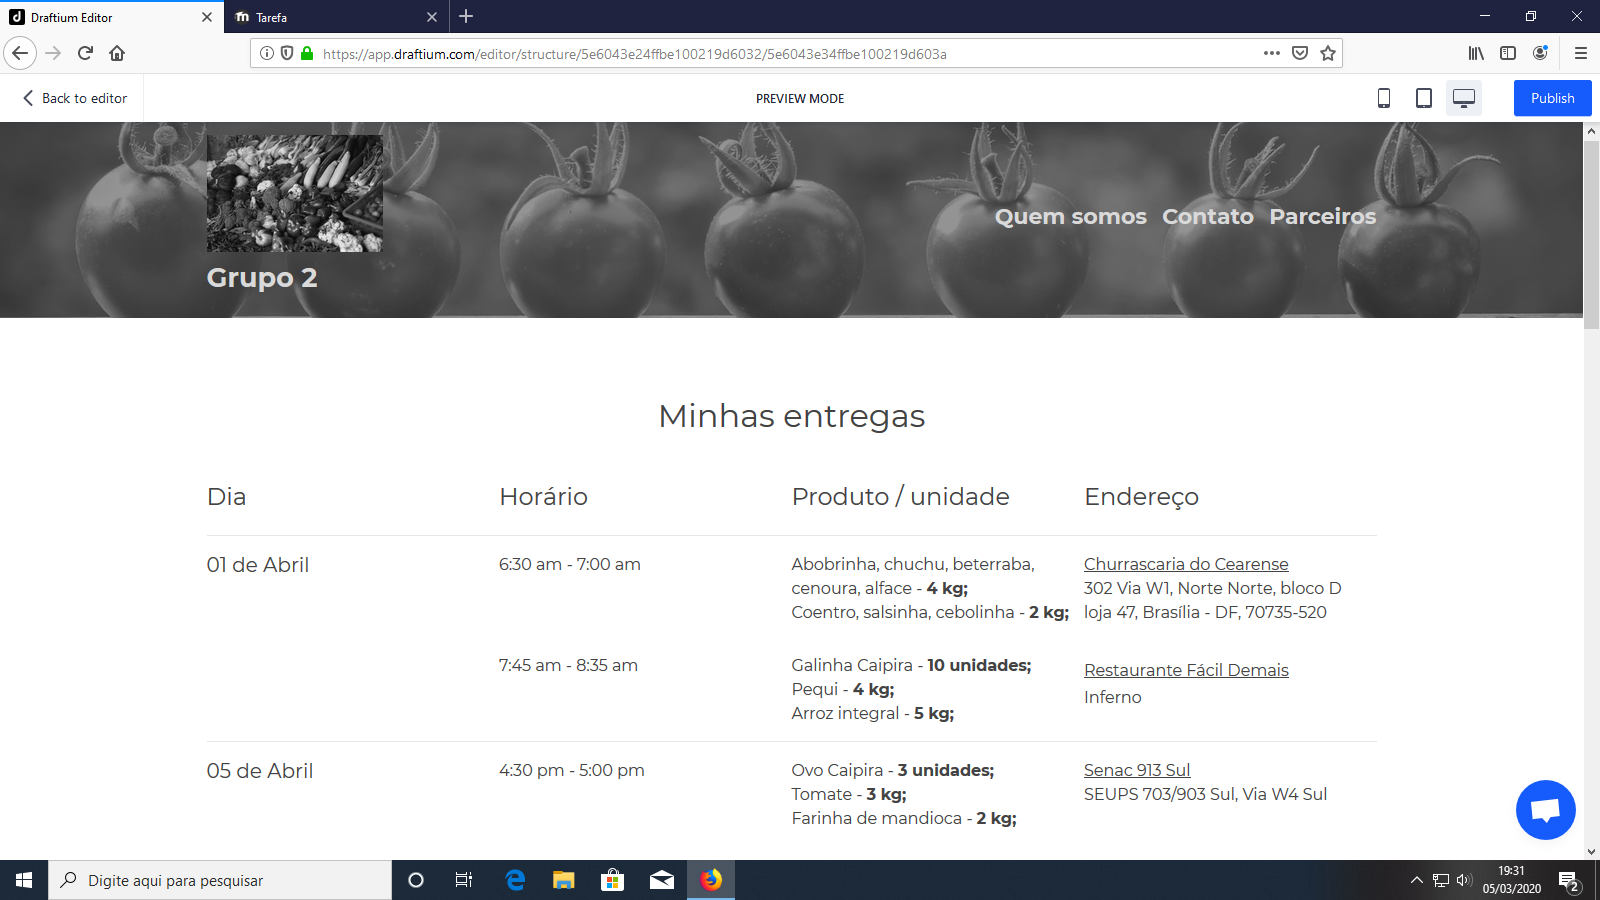 Draftium Editor
Tarefa
https://app.draftium.com/editor/structure/5e6043e24ffbe100219d6032/5e6043e34ffbe100219d603a
Back to editor
PREVIEW MODE
Publish
Quem somos Contato Parceiros
Grupo 2
Minhas entregas
Dia
Horário
Produto / unidade
Endereço
01 de Abril
6:30 am - 7:00 am
Abobrinha, chuchu, beterraba,
cenoura, alface - 4 kg;
Coentro, salsinha, cebolinha - 2 kg;
Churrascaria do Cearense
302 Via W1, Norte Norte, bloco D
loja 47, Brasília - DF, 70735-520
7:45 am - 8:35 am
Galinha Caipira - 10 unidades;
Pequi - 4 kg;
Arroz integral - 5 kg;
Restaurante Fácil Demais
Inferno
05 de Abril
4:30 pm - 5:00 pm
Ovo Caipira - 3 unidades;
Tomate - 3 kg;
Farinha de mandioca - 2 kg;
Senac 913 Sul
SEUPS 703/903 Sul, Via W4 Sul
Digite aqui para pesquisar
19:31
05/03/2020
2